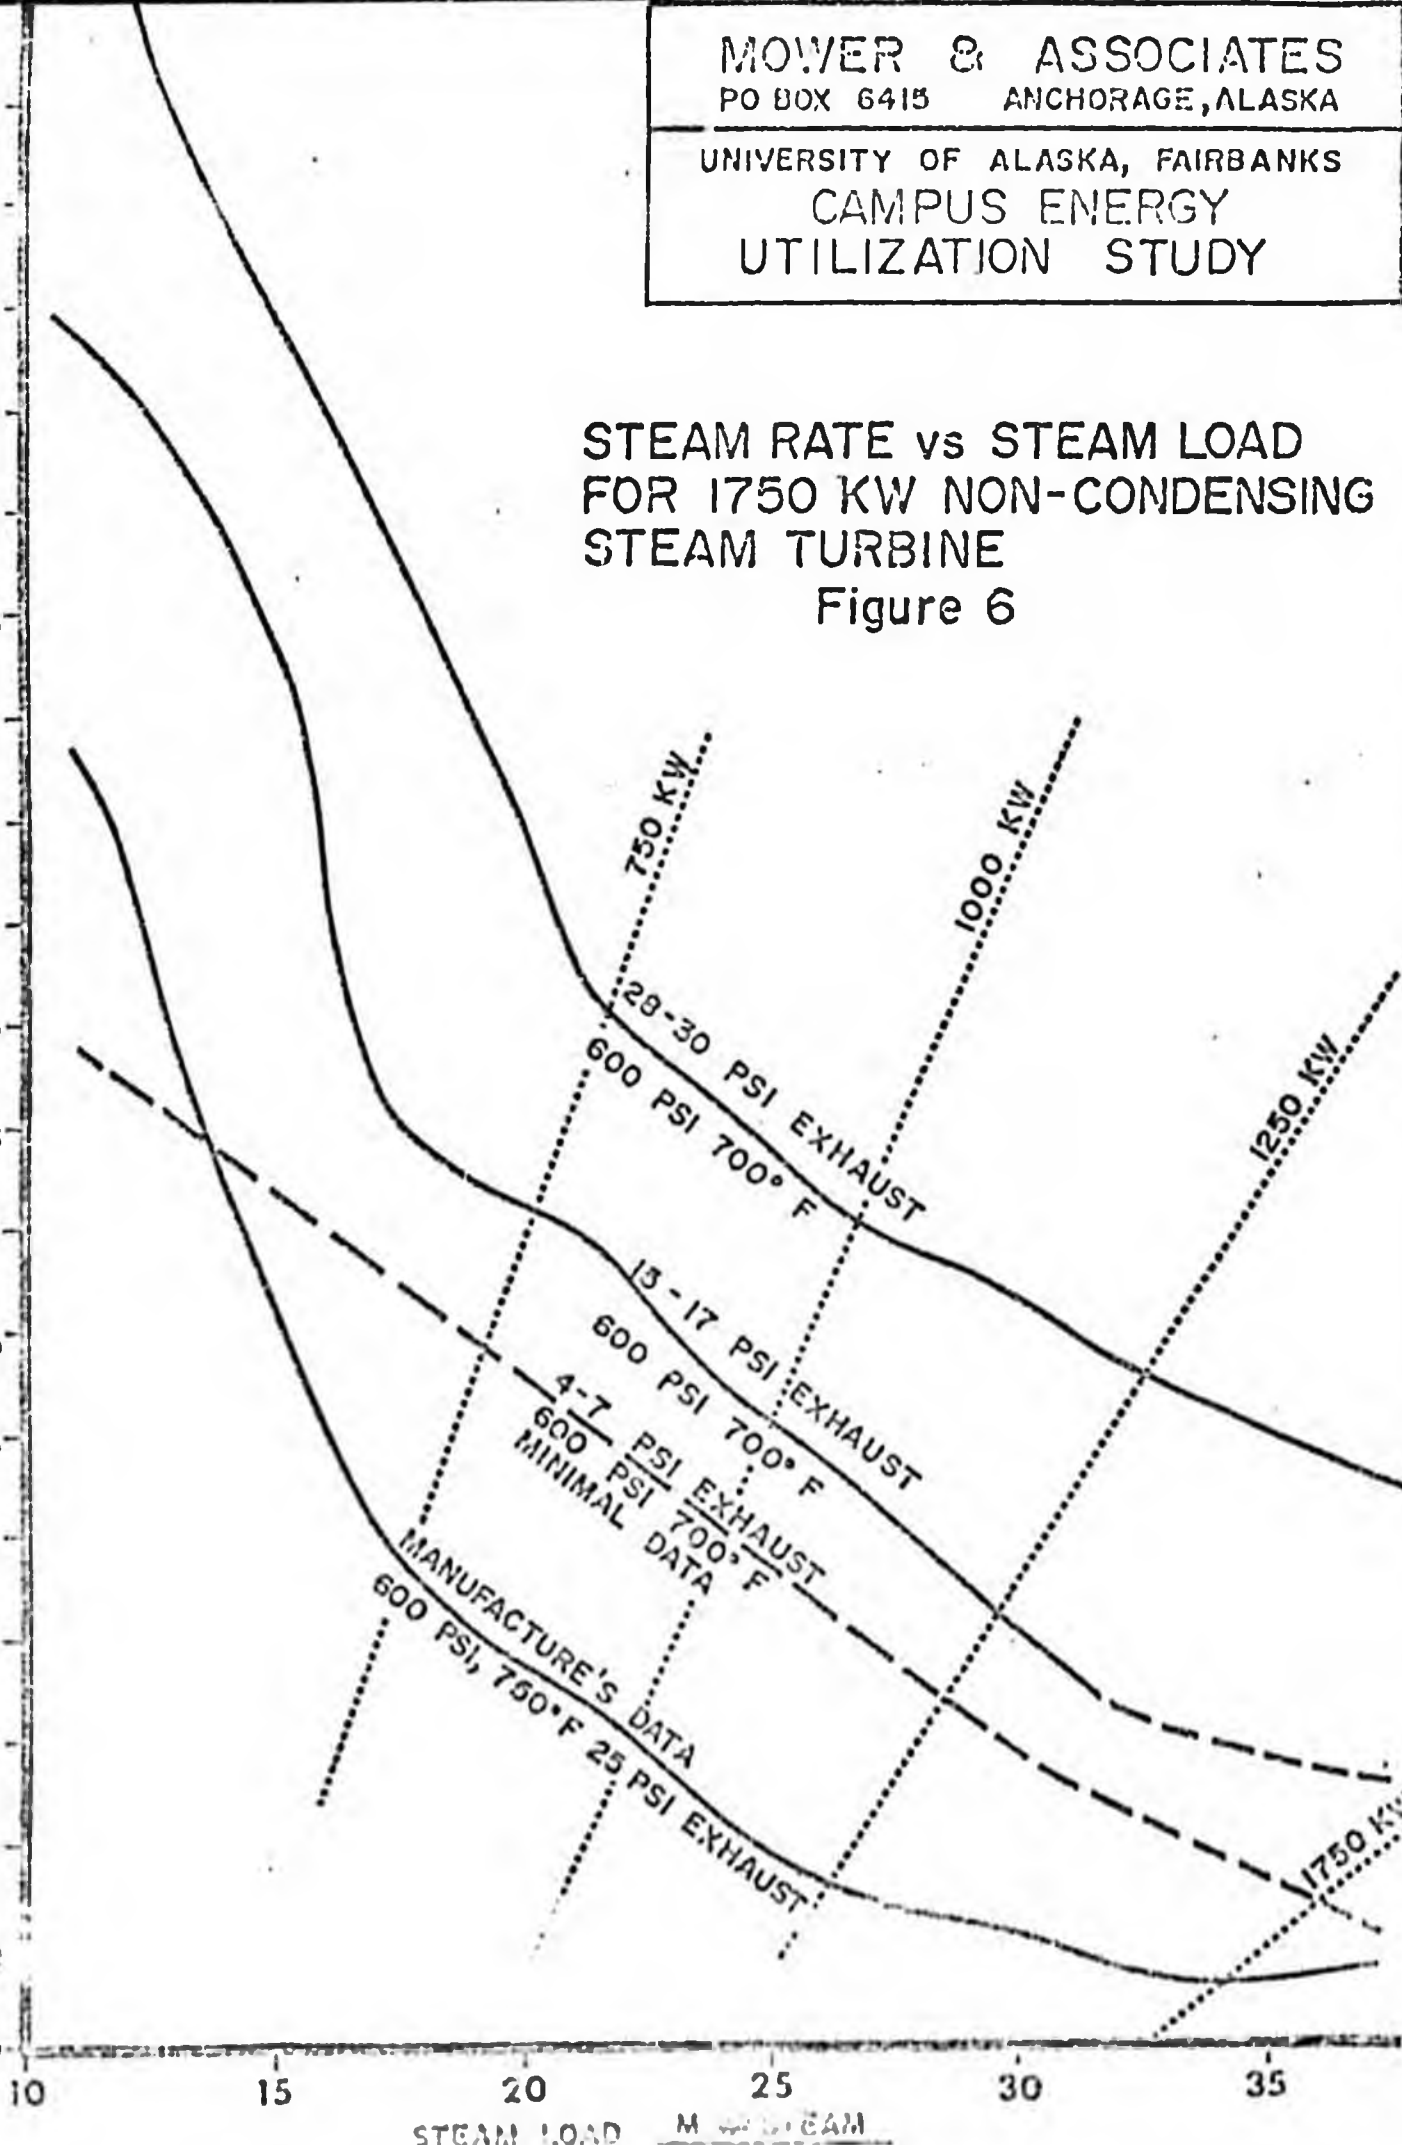 MOWER & ASSOCIATES
PO BOX 6415 ANCHORAGE, ALASKA
UNIVERSITY OF ALASKA, FAIRBANKS
CAMPUS ENERGY
UTILIZATION STUDY
STEAM RATE vs STEAM LOAD
FOR 1750 KW NON-CONDENSING
STEAM TURBINE
Figure 6
750 KW
1000 KW
1250 KW
28-30 PSI EXHAUST
600 PSI 700° F
15-17 PSI EXHAUST
600 PSI 700° F
4-7 PSI EXHAUST
600 PSI 700° F
MINIMAL DATA
MANUFACTURE'S DATA
600 PSI, 750°F 25 PSI EXHAUST
1750 KW
10 15 20 25 30 35
STEAM LOAD M STEAM